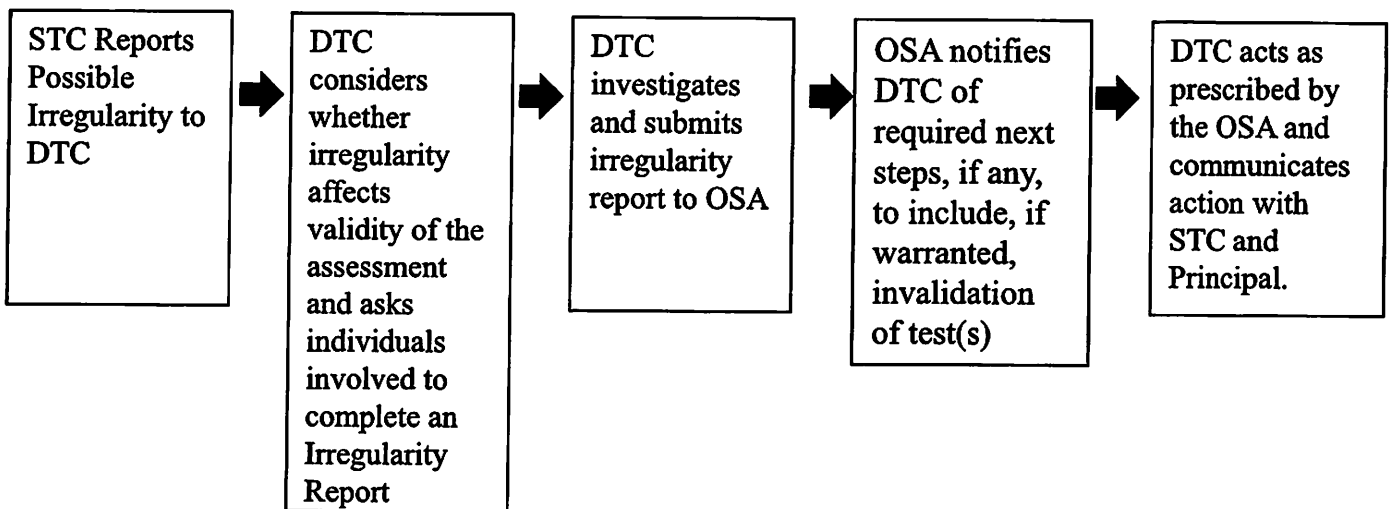 STC Reports
Possible
Irregularity to
DTC
DTC
considers
whether
irregularity
affects
validity of the
assessment
and asks
individuals
involved to
complete an
Irregularity
Report
DTC
investigates
and submits
irregularity
report to OSA
OSA notifies
DTC of
required next
steps, if any,
to include, if
warranted,
invalidation
of test(s)
DTC acts as
prescribed by
the OSA and
communicates
action with
STC and
Principal.